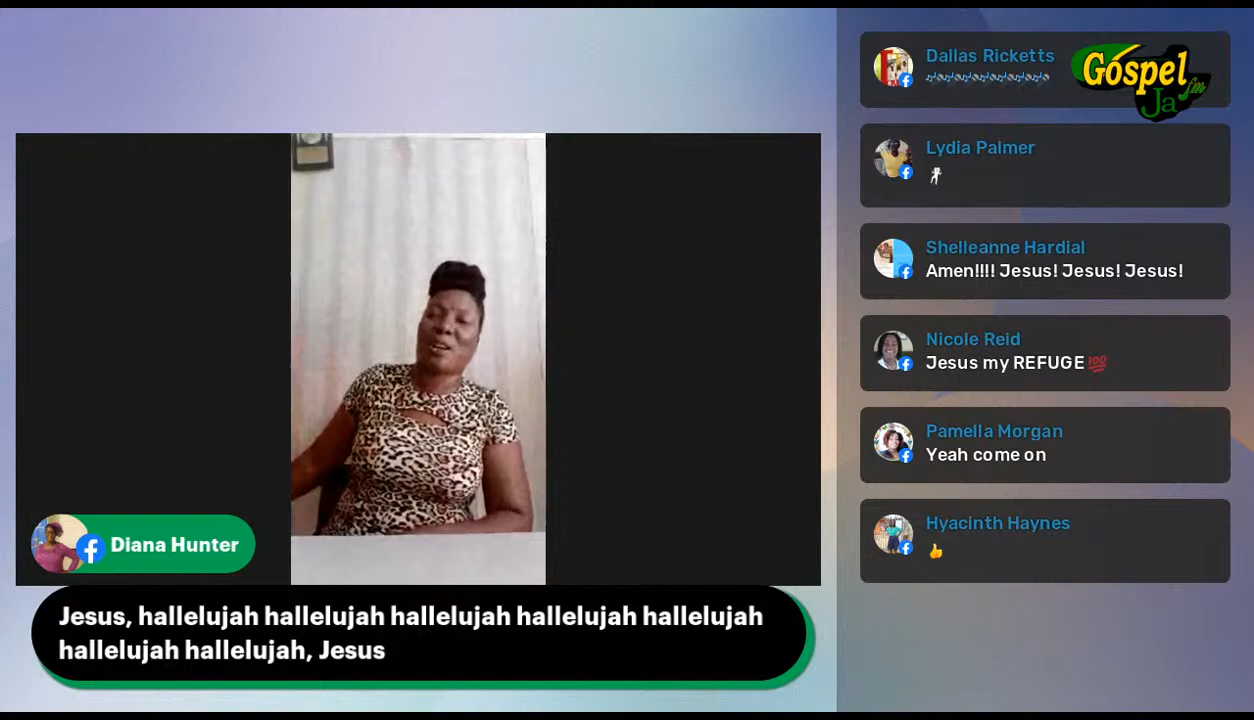 Dallas Ricketts
Gospel
fm
Ja
Lydia Palmer
Shelleanne Hardial
Amen!!!! Jesus! Jesus! Jesus!
Nicole Reid
Jesus my REFUGE💯
Pamella Morgan
Yeah come on
Hyacinth Haynes
👍
Diana Hunter
Jesus, hallelujah hallelujah hallelujah hallelujah hallelujah
hallelujah hallelujah, Jesus